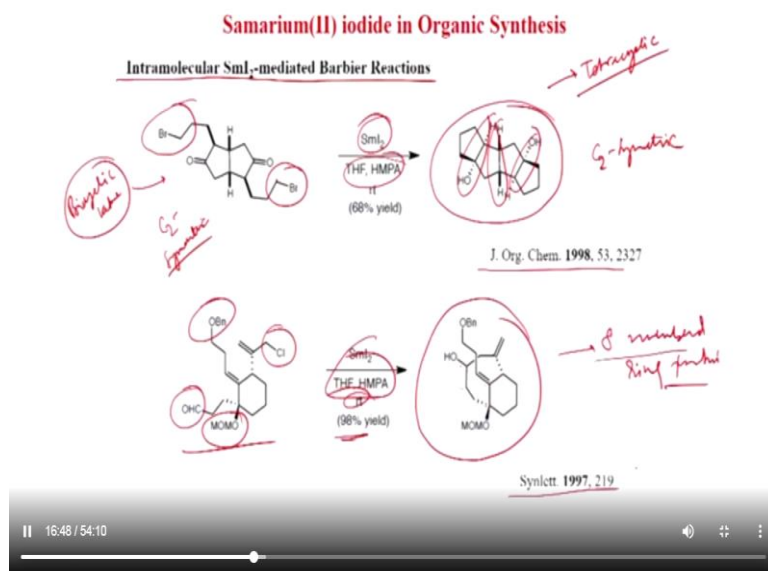 Samarium(II) iodide in Organic Synthesis
Intramolecular SmI2-mediated Barbier Reactions
Tetracyclic
Br
H
O
O
H
Br
SmI2
THF, HMPA
rt
(68% yield)
H
OH
HO
H
C2-Symmetric
C2-
Symmetric
J. Org. Chem. 1998, 53, 2327
OBn
Cl
OHC
MOMO
SmI2
THF, HMPA
rt
(98% yield)
OBn
HO
MOMO
8 membered
ring
Synlett. 1997, 219
16:48 / 54:10